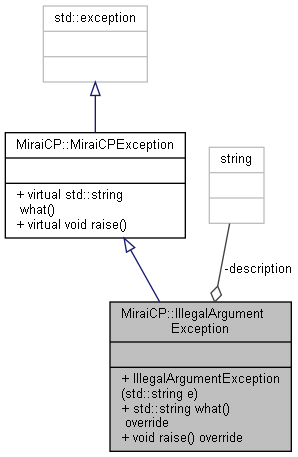 std::exception
MiraiCP::MiraiCPException
+ virtual std::string
what()
+ virtual void raise()
string
-description
MiraiCP::IllegalArgument
Exception
+ IllegalArgumentException
(std::string e)
+ std::string what()
override
+ void raise() override